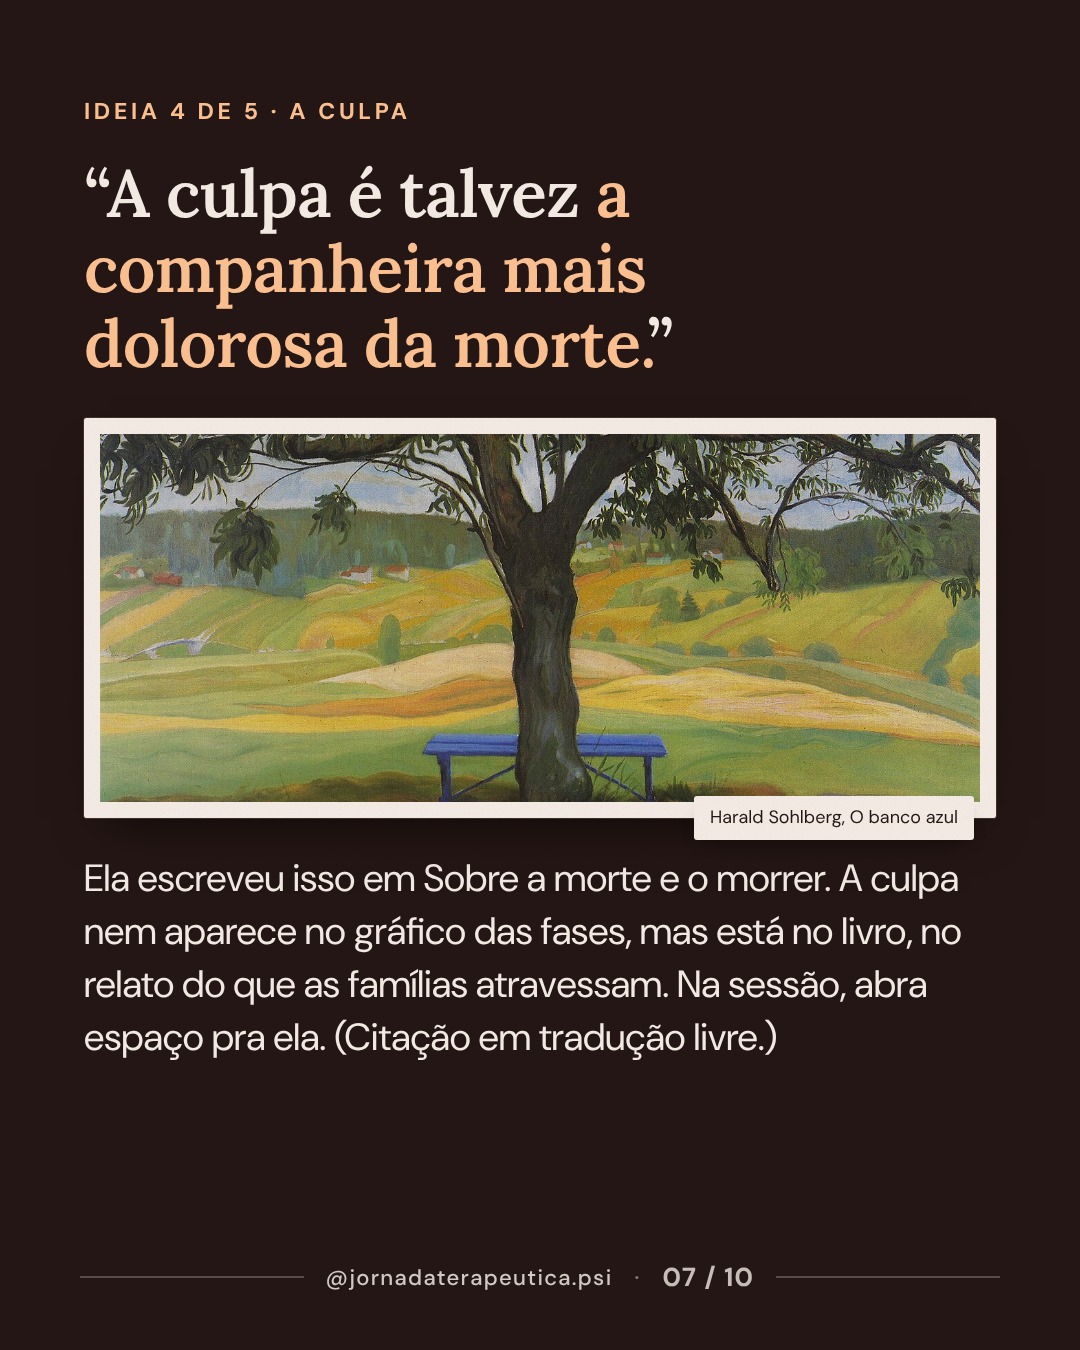 IDEIA 4 DE 5 · A CULPA
“A culpa é talvez a
companheira mais
dolorosa da morte.”
Harald Sohlberg, O banco azul
Ela escreveu isso em Sobre a morte e o morrer. A culpa
nem aparece no gráfico das fases, mas está no livro, no
relato do que as famílias atravessam. Na sessão, abra
espaço pra ela. (Citação em tradução livre.)
@jornadaterapeutica.psi · 07 / 10